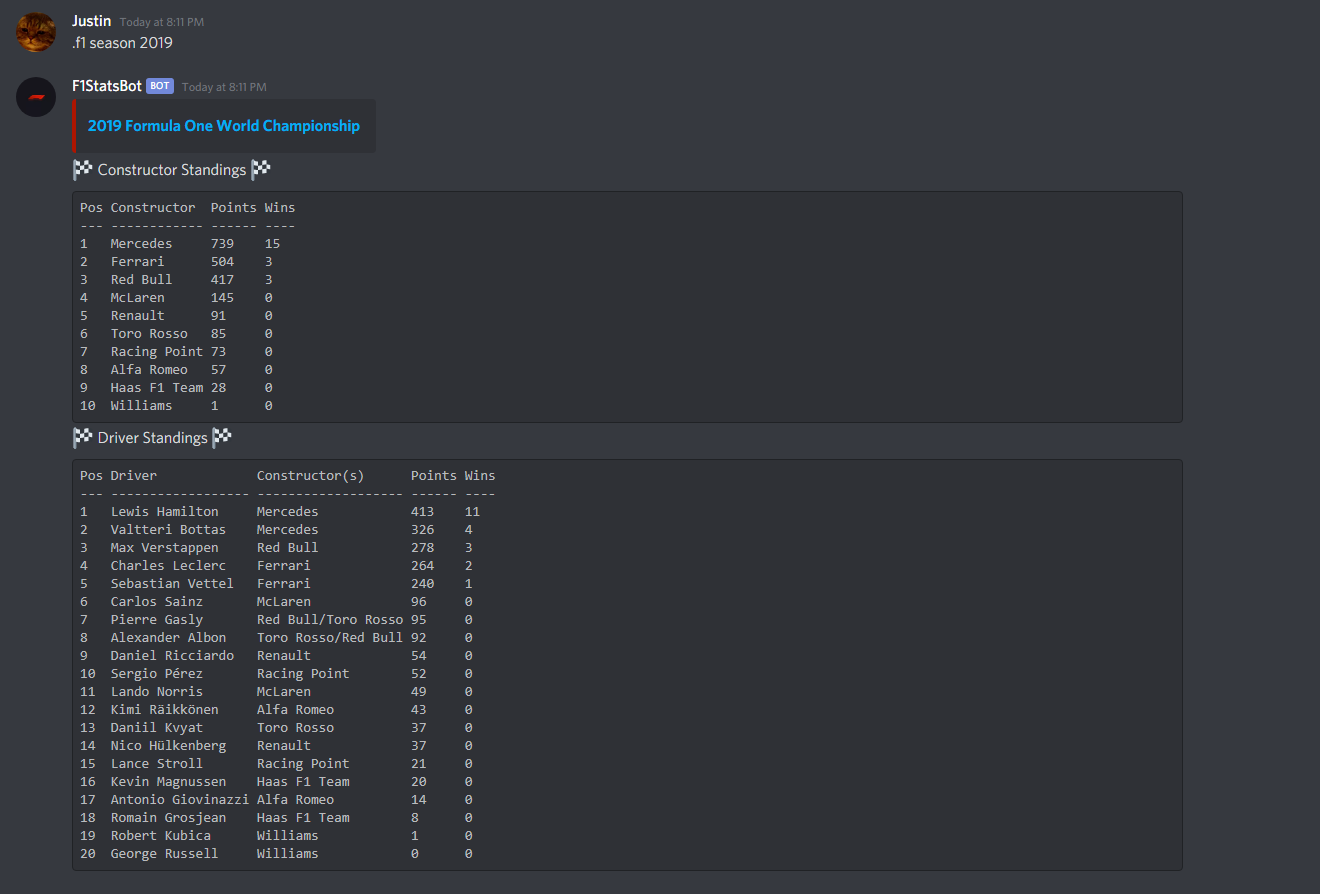 Justin Today at 8:11 PM
.f1 season 2019
F1StatsBot BOT Today at 8:11 PM
2019 Formula One World Championship
🏁 Constructor Standings 🏁
Pos Constructor  Points Wins
--- ------------ ------ ----
1   Mercedes     739    15
2   Ferrari      504    3
3   Red Bull     417    3
4   McLaren      145    0
5   Renault      91     0
6   Toro Rosso   85     0
7   Racing Point 73     0
8   Alfa Romeo   57     0
9   Haas F1 Team 28     0
10  Williams     1      0
🏁 Driver Standings 🏁
Pos Driver             Constructor(s)      Points Wins
--- ------------------ ------------------- ------ ----
1   Lewis Hamilton     Mercedes            413    11
2   Valtteri Bottas    Mercedes            326    4
3   Max Verstappen     Red Bull            278    3
4   Charles Leclerc    Ferrari             264    2
5   Sebastian Vettel   Ferrari             240    1
6   Carlos Sainz       McLaren             96     0
7   Pierre Gasly       Red Bull/Toro Rosso 95     0
8   Alexander Albon    Toro Rosso/Red Bull 92     0
9   Daniel Ricciardo   Renault             54     0
10  Sergio Pérez       Racing Point        52     0
11  Lando Norris       McLaren             49     0
12  Kimi Räikkönen     Alfa Romeo          43     0
13  Daniil Kvyat       Toro Rosso          37     0
14  Nico Hülkenberg    Renault             37     0
15  Lance Stroll       Racing Point        21     0
16  Kevin Magnussen    Haas F1 Team        20     0
17  Antonio Giovinazzi Alfa Romeo          14     0
18  Romain Grosjean    Haas F1 Team        8      0
19  Robert Kubica      Williams            1      0
20  George Russell     Williams            0      0